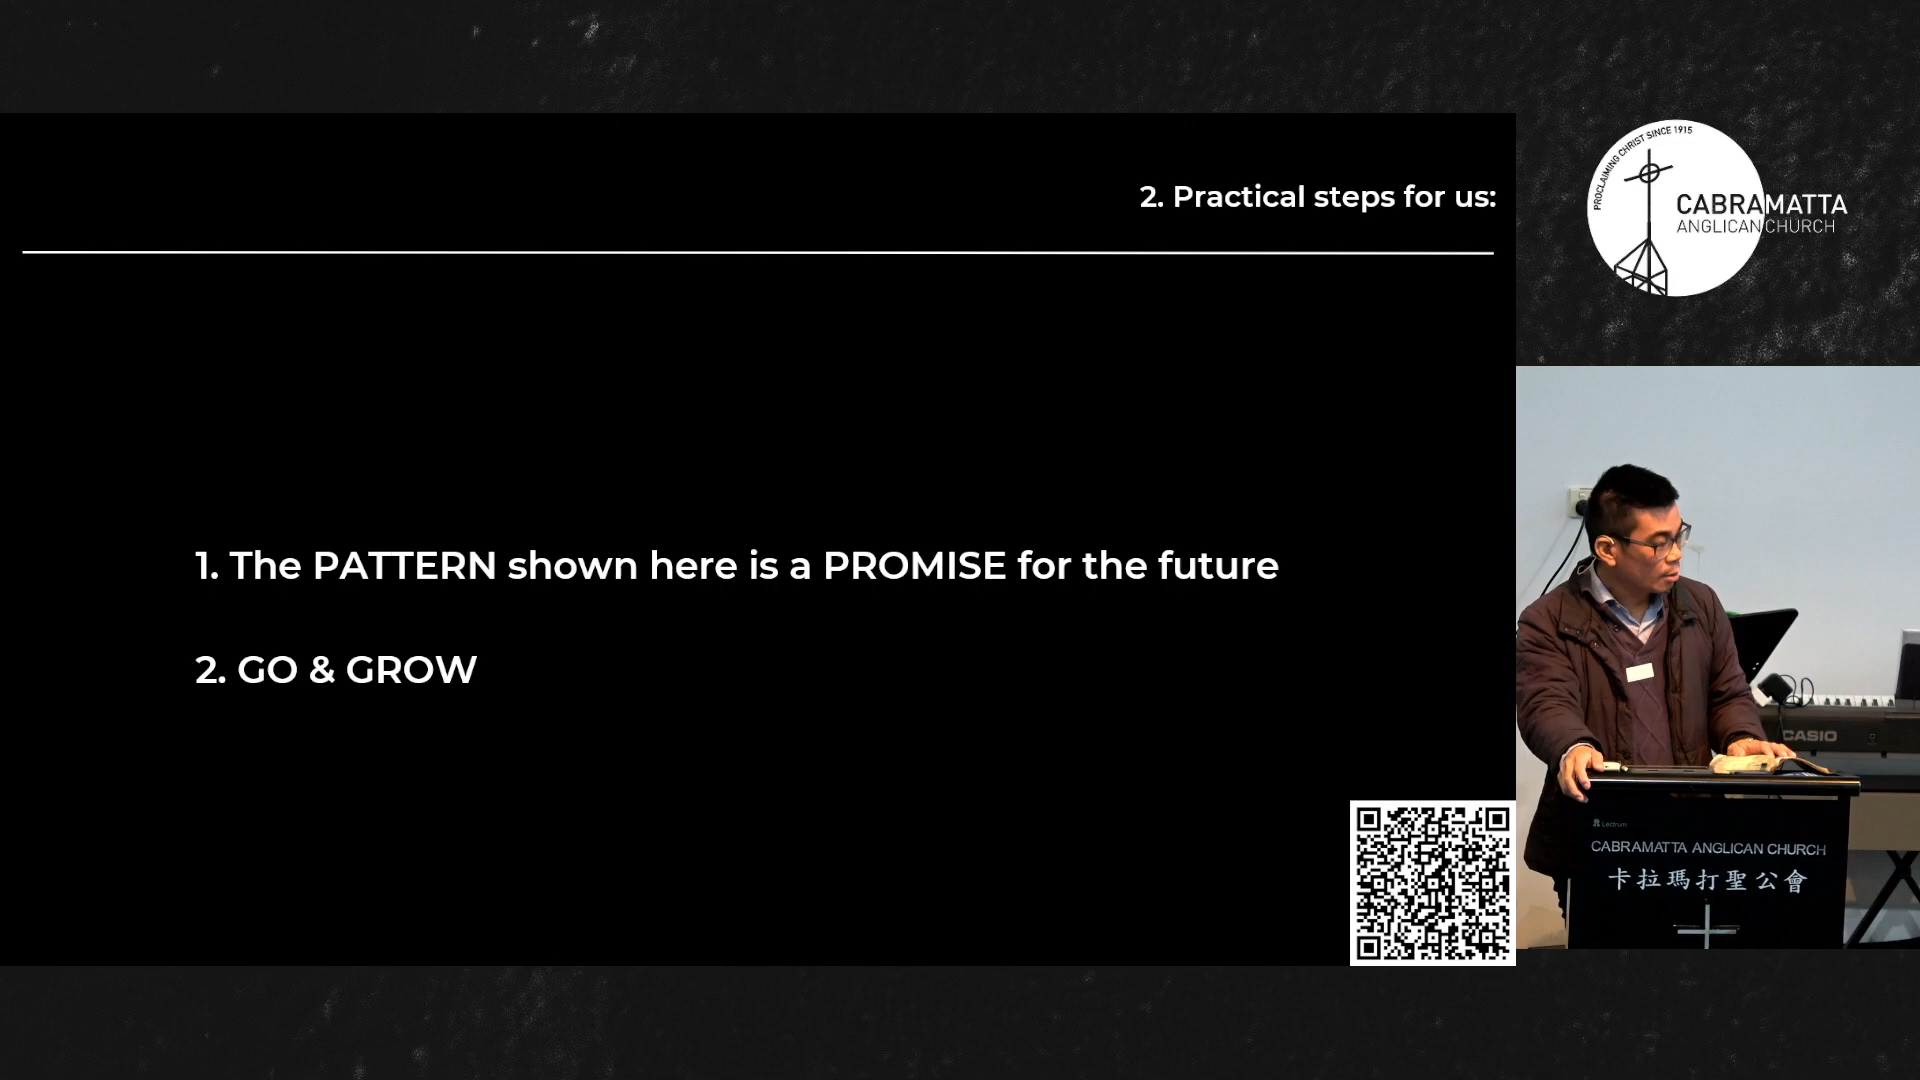 2. Practical steps for us:
1. The PATTERN shown here is a PROMISE for the future
2. GO & GROW
PROCLAIMING CHRIST SINCE 1915
CABRAMATTA
ANGLICAN CHURCH
CASIO
Lectrum
CABRAMATTA ANGLICAN CHURCH
卡拉瑪打聖公會